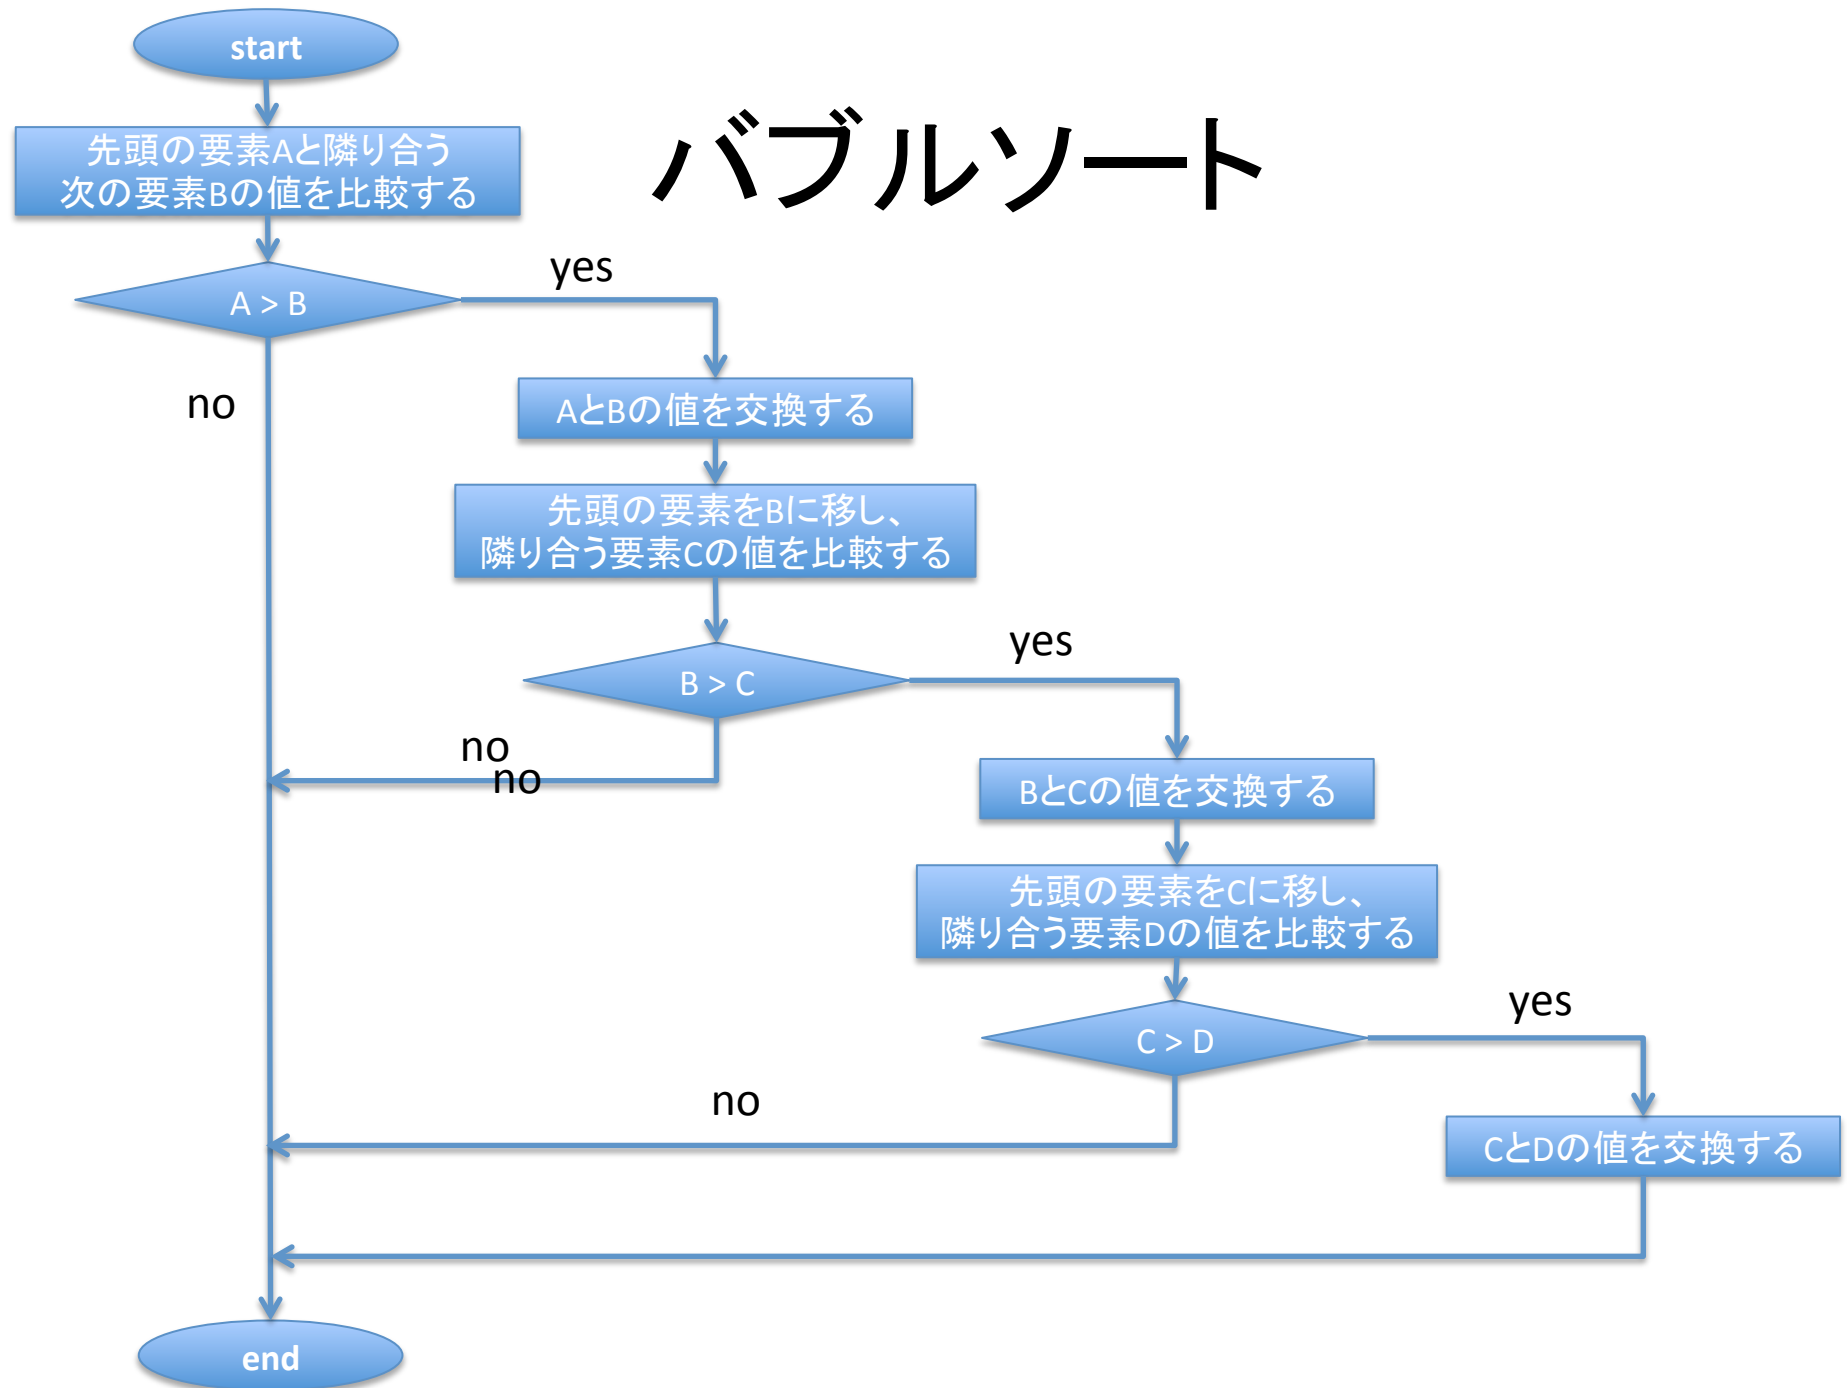 start
バブルソート
先頭の要素Aと隣り合う
次の要素Bの値を比較する
yes
A > B
no
AとBの値を交換する
先頭の要素をBに移し、
隣り合う要素Cの値を比較する
yes
B > C
no
no
BとCの値を交換する
先頭の要素をCに移し、
隣り合う要素Dの値を比較する
yes
C > D
no
CとDの値を交換する
end